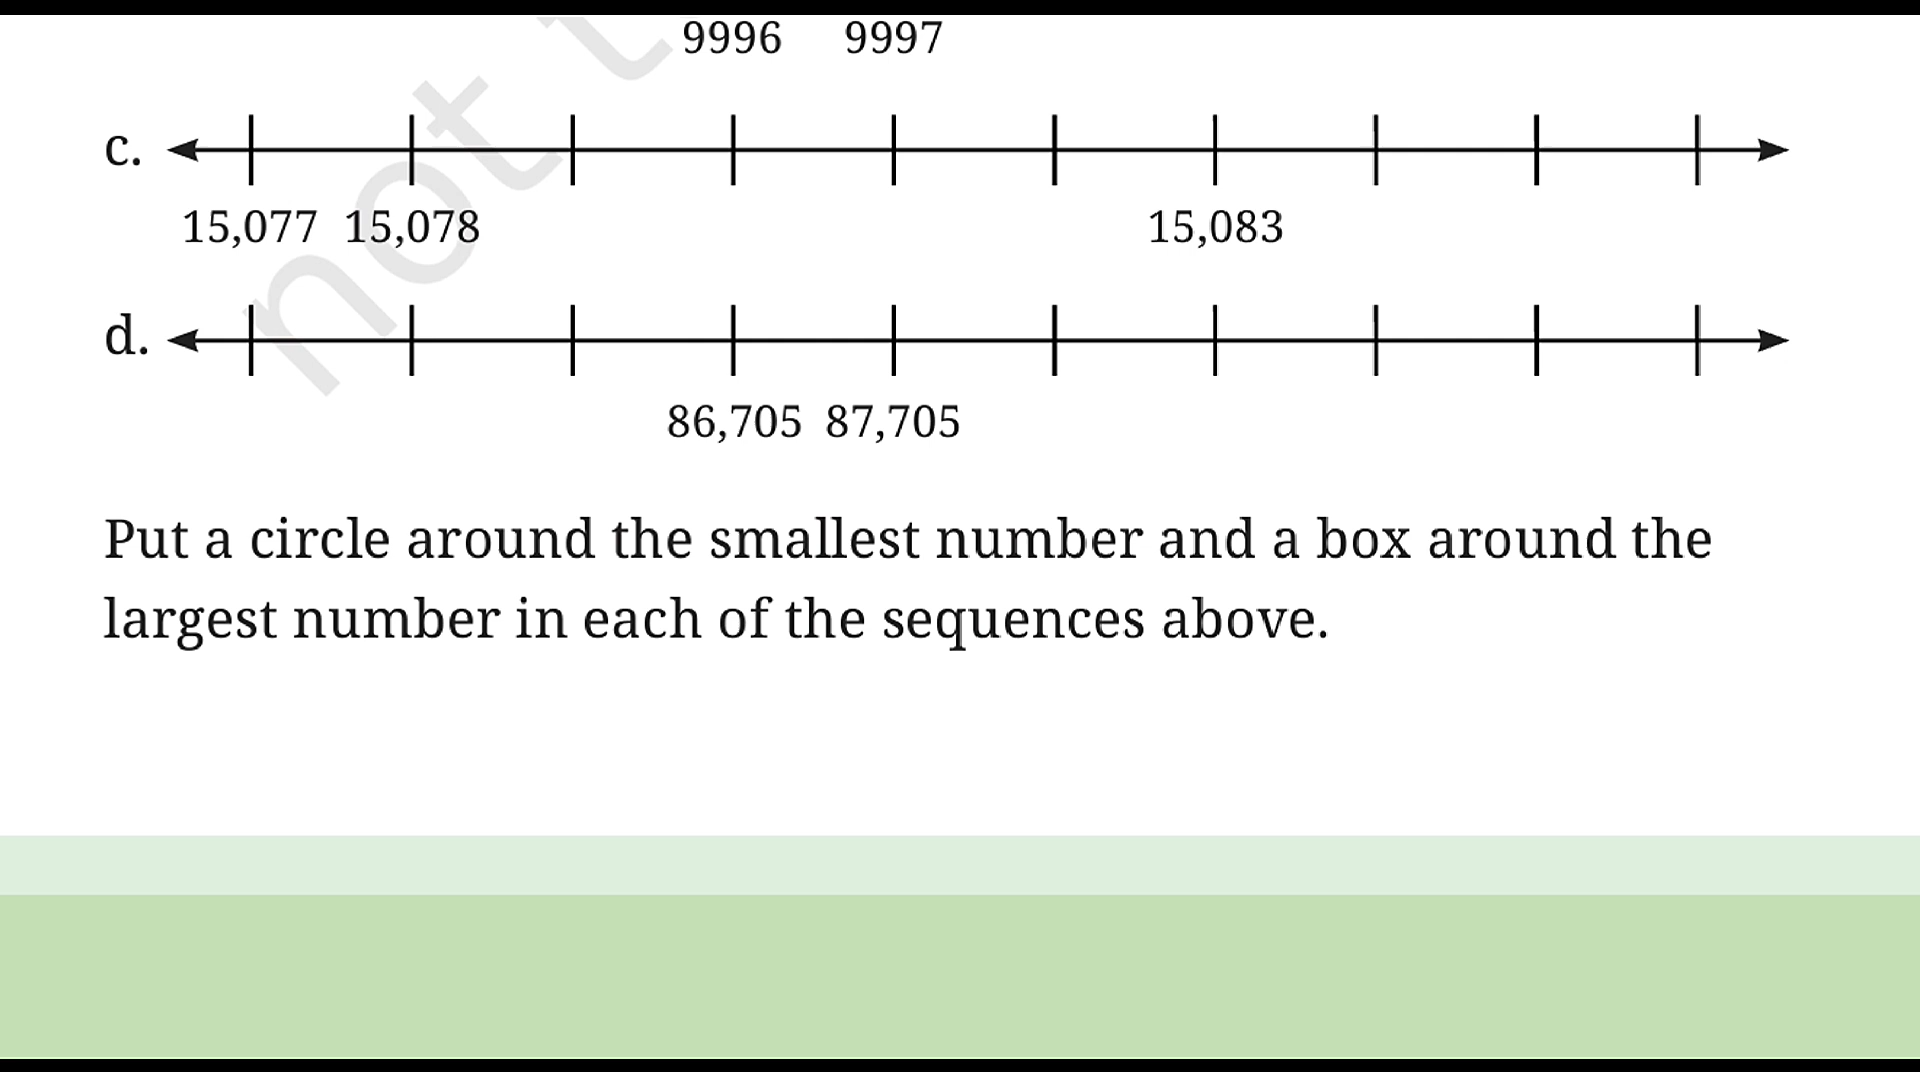 9996 9997
c.
15,077 15,078 15,083
d.
86,705 87,705
Put a circle around the smallest number and a box around the
largest number in each of the sequences above.
not